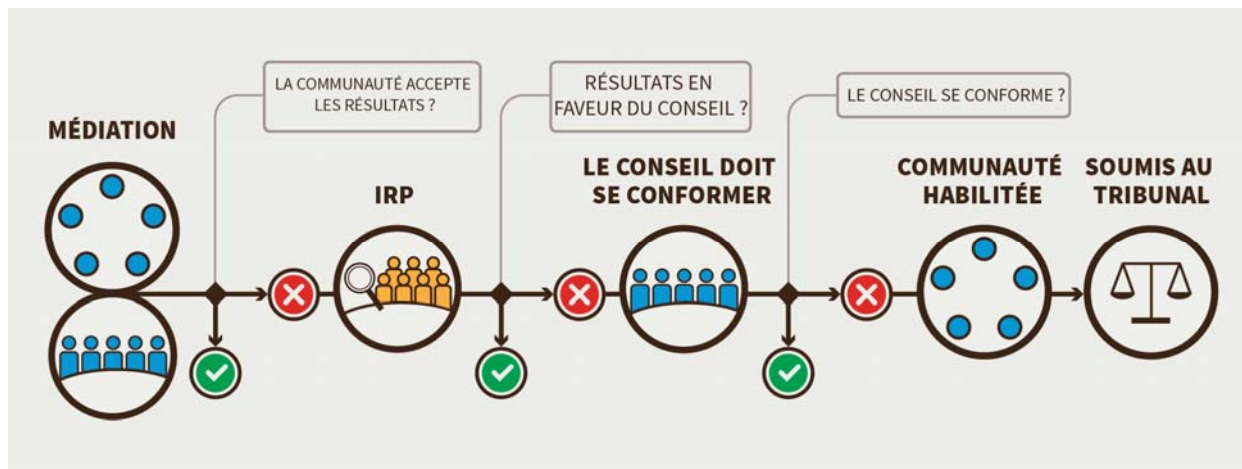 LA COMMUNAUTÉ ACCEPTE
LES RÉSULTATS ?
RÉSULTATS EN
FAVEUR DU CONSEIL ?
LE CONSEIL SE CONFORME ?
MÉDIATION
IRP
LE CONSEIL DOIT
SE CONFORMER
COMMUNAUTÉ
HABILITÉE
SOUMIS AU
TRIBUNAL